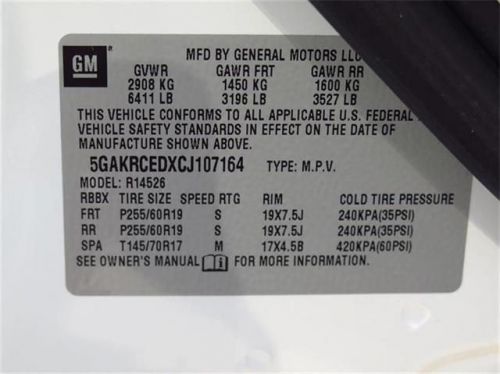 GM
MFD BY GENERAL MOTORS LLC
GVWR GAWR FRT GAWR RR
2908 KG 1450 KG 1600 KG
6411 LB 3196 LB 3527 LB
THIS VEHICLE CONFORMS TO ALL APPLICABLE U.S. FEDERAL
VEHICLE SAFETY STANDARDS IN EFFECT ON THE DATE OF
MANUFACTURE SHOWN ABOVE.
5GAKRCEDXCJ107164 TYPE: M.P.V.
MODEL: R14526
RBBX TIRE SIZE SPEED RTG RIM COLD TIRE PRESSURE
FRT P255/60R19 S 19X7.5J 240KPA(35PSI)
RR P255/60R19 S 19X7.5J 240KPA(35PSI)
SPA T145/70R17 M 17X4.5B 420KPA(60PSI)
SEE OWNER'S MANUAL FOR MORE INFORMATION.